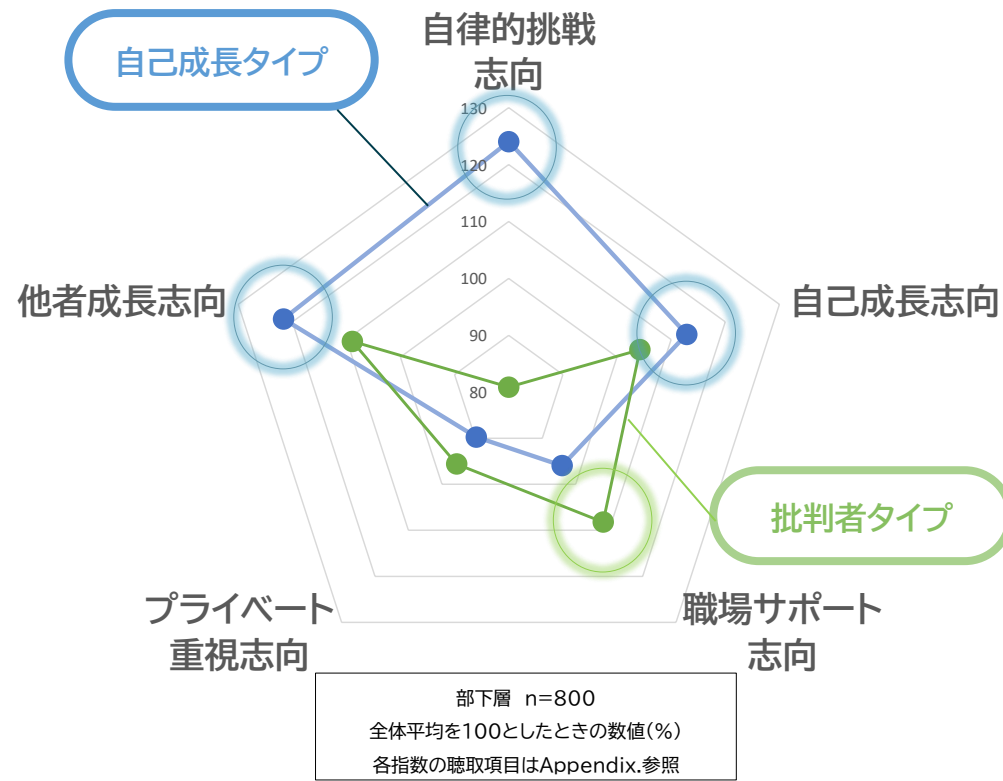 自己成長タイプ
自律的挑戦
志向
130
120
110
100
90
80
他者成長志向
自己成長志向
批判者タイプ
プライベート
重視志向
職場サポート
志向
部下層 n=800
全体平均を100としたときの数値(%)
各指数の聴取項目はAppendix.参照